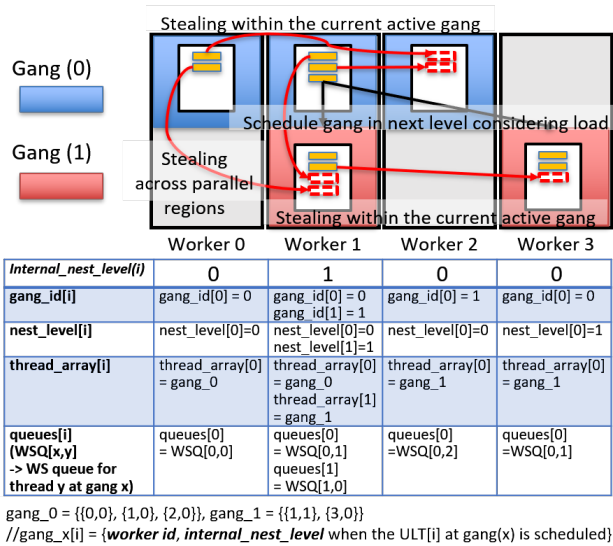 Stealing within the current active gang
Gang (0)
Schedule gang in next level considering load
Gang (1)
Stealing
across parallel
regions
Stealing within the current active gang
Worker 0 Worker 1 Worker 2 Worker 3
Internal_nest_level(i) 0 1 0 0
gang_id[i] gang_id[0] = 0 gang_id[0] = 0 gang_id[0] = 1 gang_id[0] = 0
gang_id[1] = 1
nest_level[i] nest_level[0]=0 nest_level[0]=0 nest_level[0]=0 nest_level[0]=1
nest_level[1]=1
thread_array[i] thread_array[0] thread_array[0] thread_array[0] thread_array[0]
= gang_0 = gang_0 = gang_1 = gang_1
thread_array[1]
= gang_1
queues[i] queues[0] queues[0] queues[0] queues[0]
(WSQ[x,y] = WSQ[0,0] = WSQ[0,1] =WSQ[0,2] =WSQ[0,1]
-> WS queue for queues[1]
thread y at gang x) = WSQ[1,0]
gang_0 = {{0,0}, {1,0}, {2,0}}, gang_1 = {{1,1}, {3,0}}
//gang_x[i] = {worker id, internal_nest_level when the ULT[i] at gang(x) is scheduled}